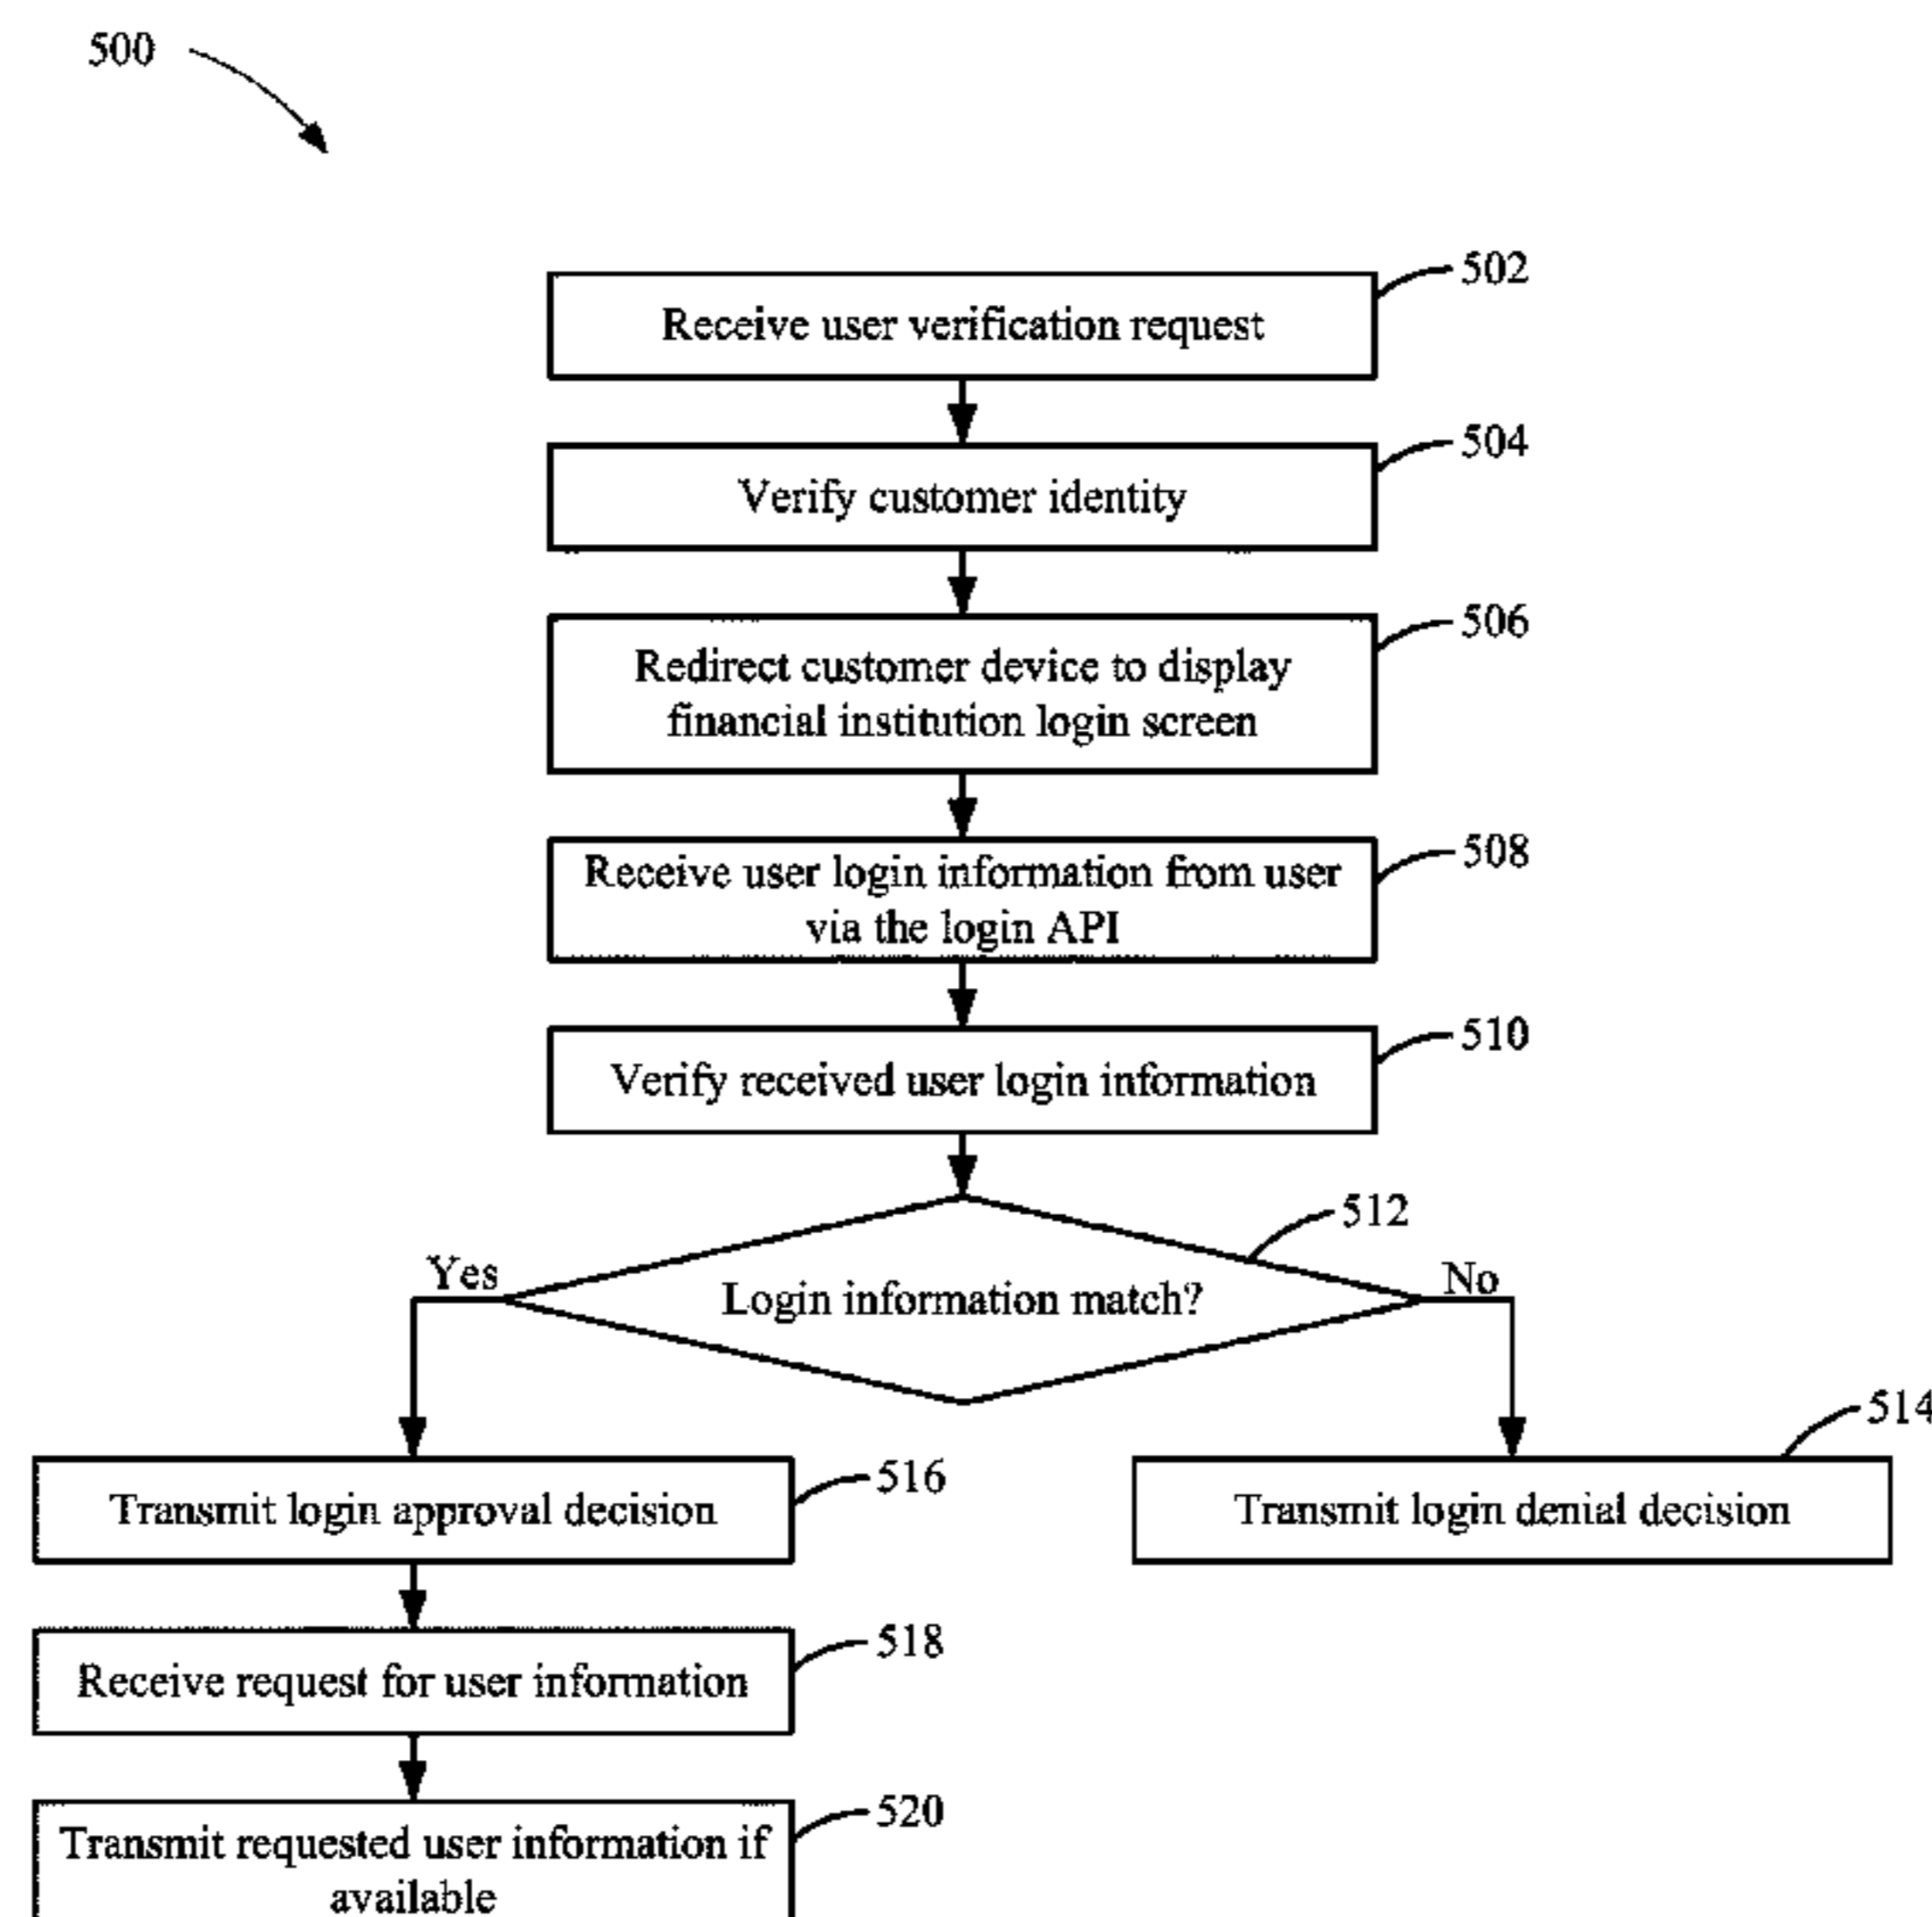 500
502
Receive user verification request
504
Verify customer identity
506
Redirect customer device to display
financial institution login screen
508
Receive user login information from user
via the login API
510
Verify received user login information
512
Yes
Login information match?
No
514
516
Transmit login approval decision
Transmit login denial decision
518
Receive request for user information
520
Transmit requested user information if
available